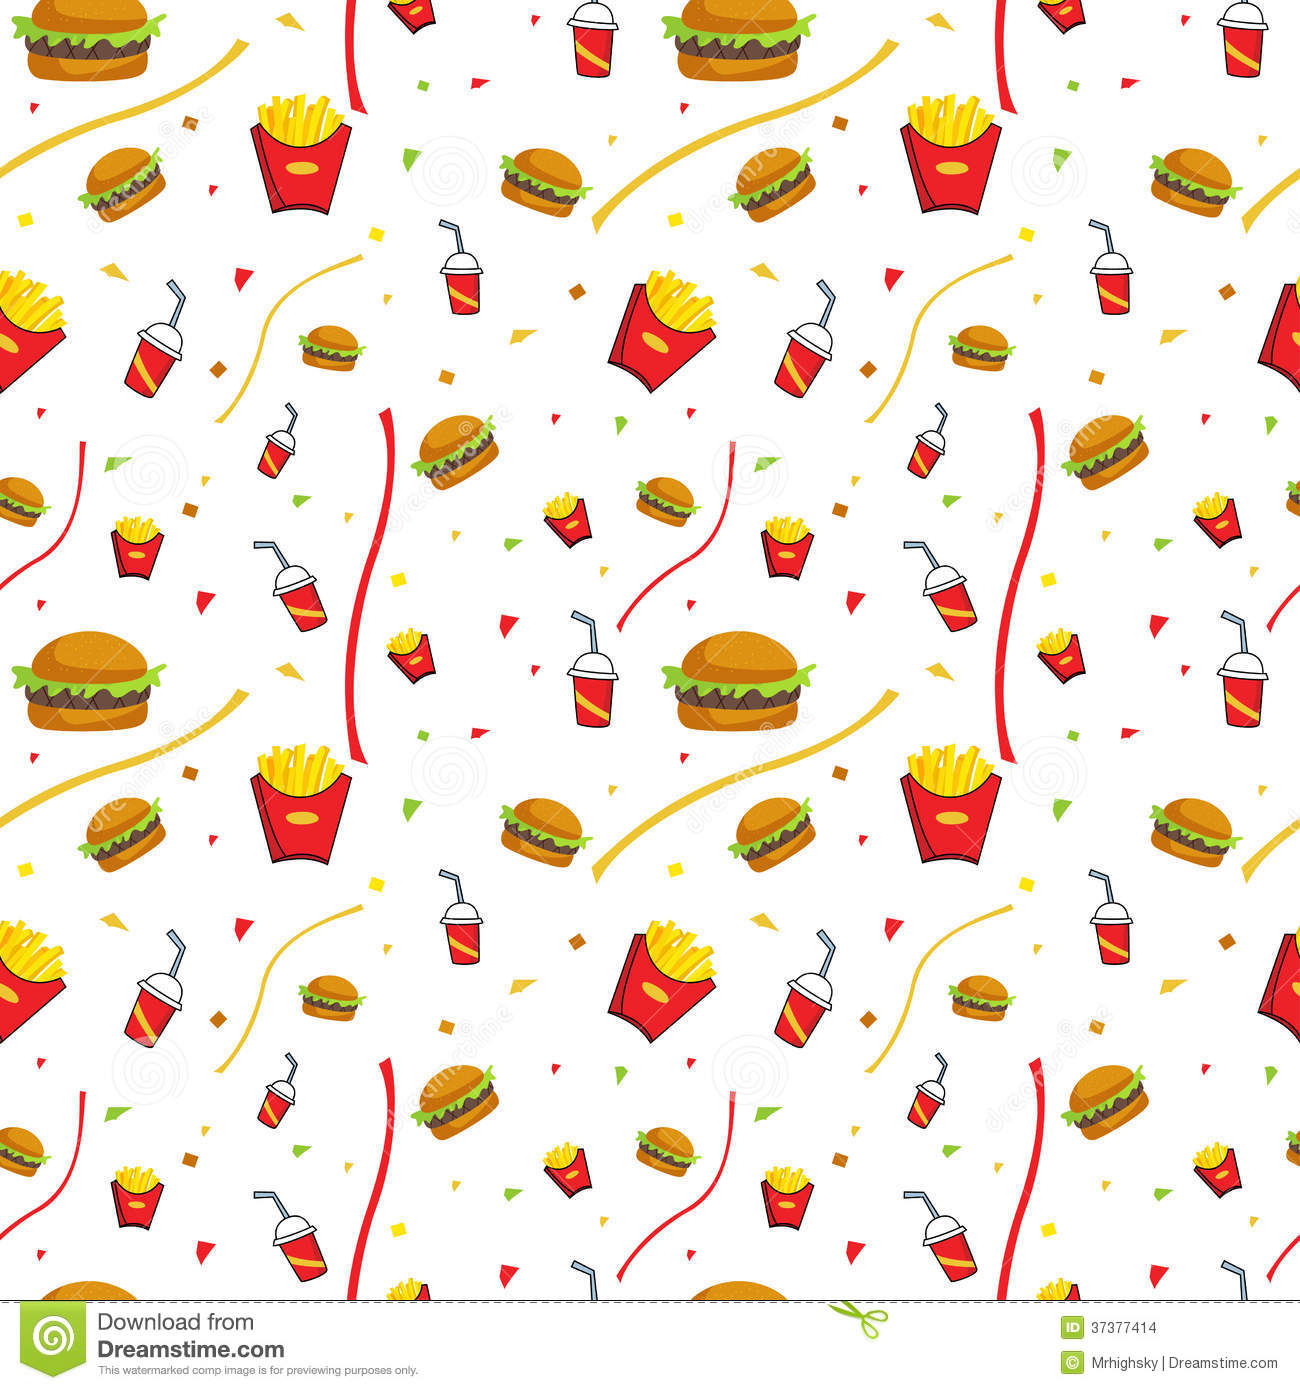 Download from
Dreamstime.com
This watermarked comp image is for previewing purposes only.
ID 37377414
© Mrhighsky | Dreamstime.com